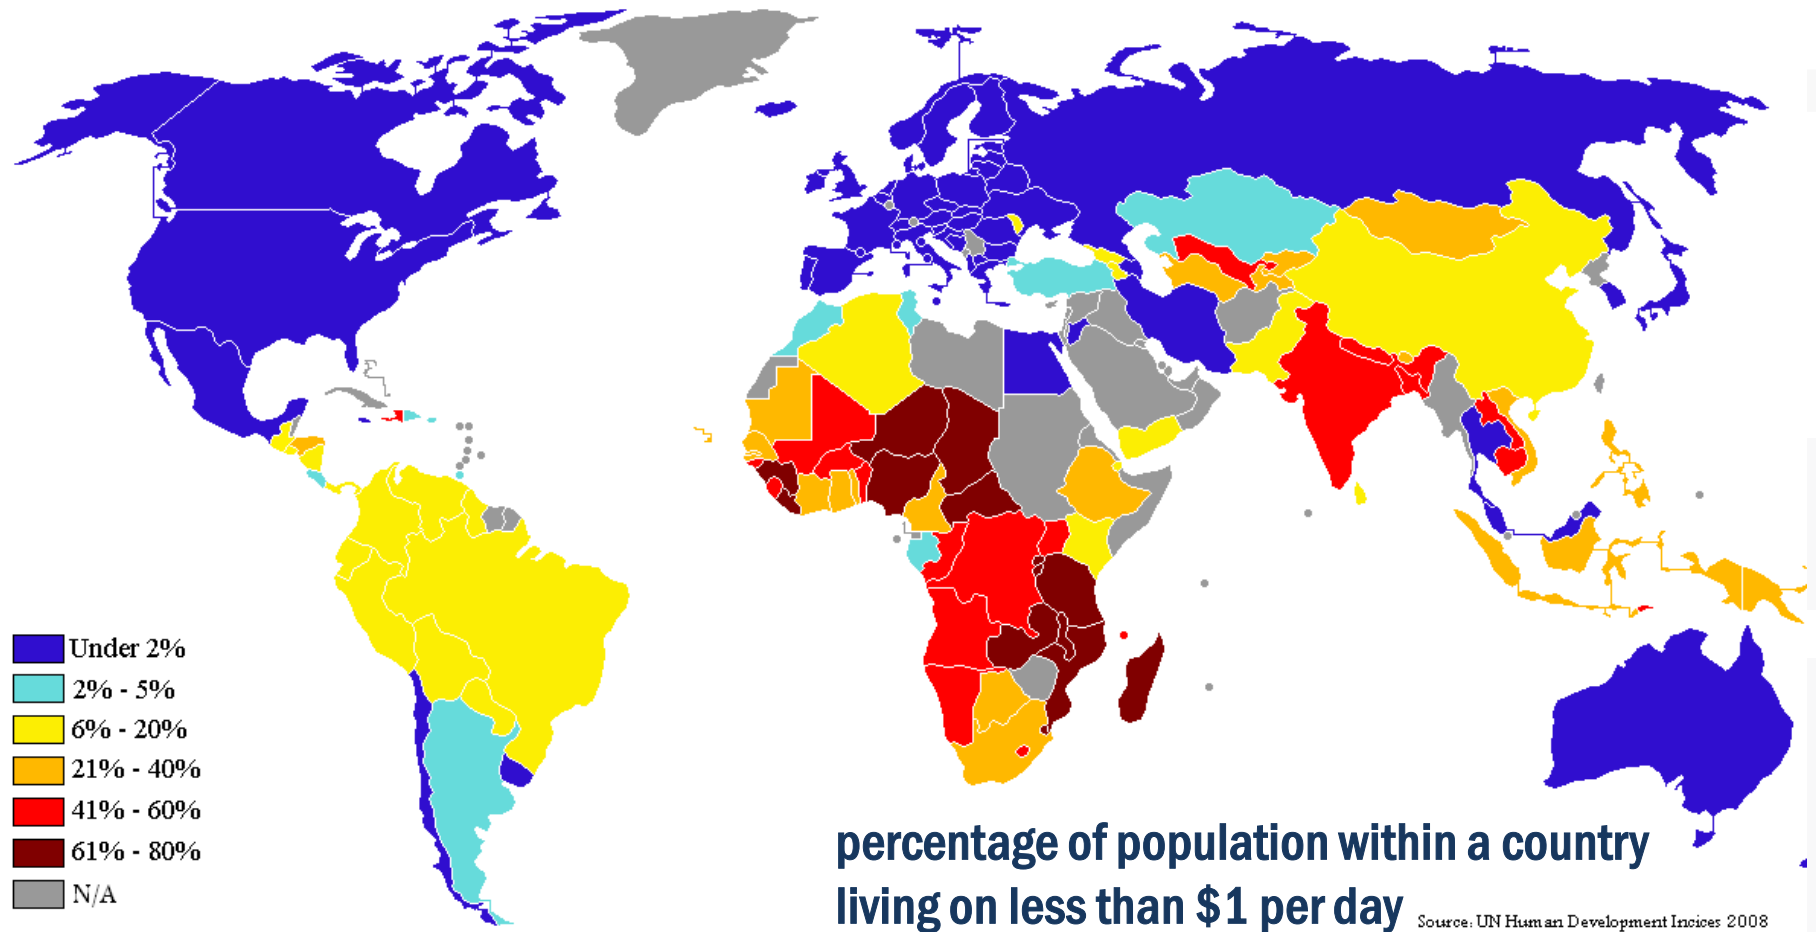 Under 2%
2% - 5%
6% - 20%
21% - 40%
41% - 60%
61% - 80%
N/A
percentage of population within a country
living on less than $1 per day
Source: UN Human Development Incices 2008